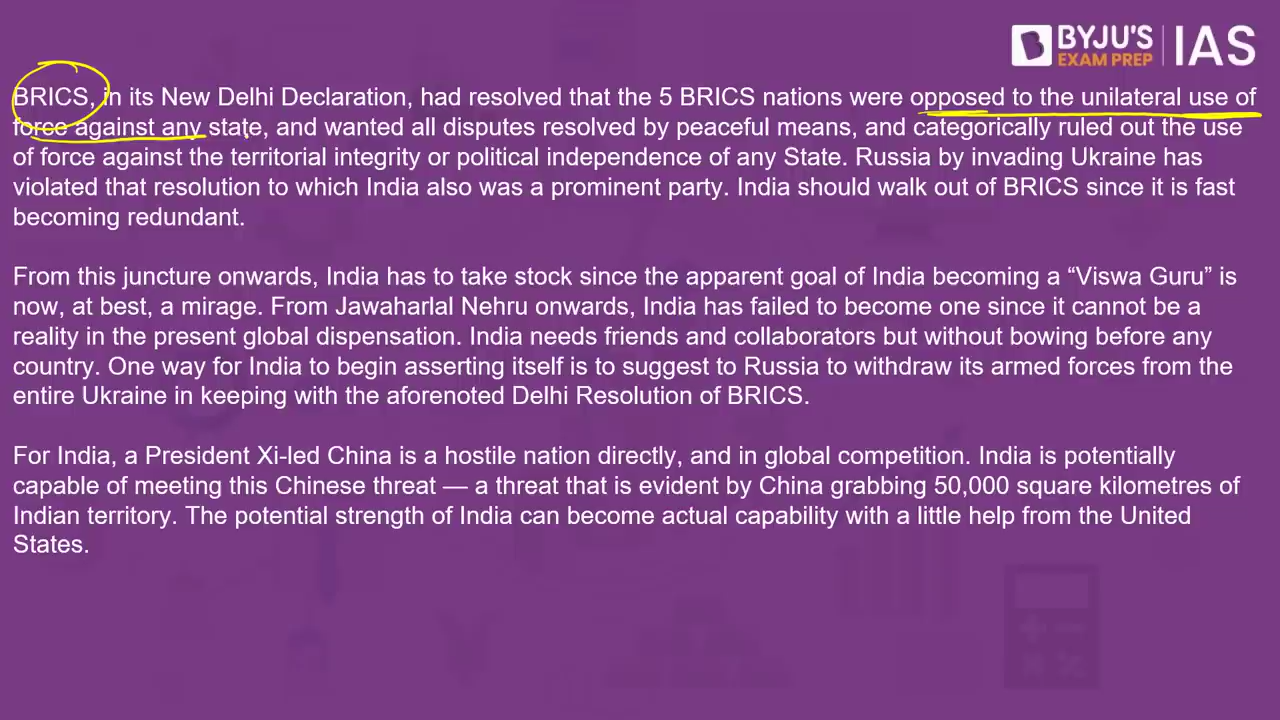 BYJU'S
EXAM PREP
IAS
BRICS, in its New Delhi Declaration, had resolved that the 5 BRICS nations were opposed to the unilateral use of
force against any state, and wanted all disputes resolved by peaceful means, and categorically ruled out the use
of force against the territorial integrity or political independence of any State. Russia by invading Ukraine has
violated that resolution to which India also was a prominent party. India should walk out of BRICS since it is fast
becoming redundant.
From this juncture onwards, India has to take stock since the apparent goal of India becoming a “Viswa Guru” is
now, at best, a mirage. From Jawaharlal Nehru onwards, India has failed to become one since it cannot be a
reality in the present global dispensation. India needs friends and collaborators but without bowing before any
country. One way for India to begin asserting itself is to suggest to Russia to withdraw its armed forces from the
entire Ukraine in keeping with the aforenoted Delhi Resolution of BRICS.
For India, a President Xi-led China is a hostile nation directly, and in global competition. India is potentially
capable of meeting this Chinese threat — a threat that is evident by China grabbing 50,000 square kilometres of
Indian territory. The potential strength of India can become actual capability with a little help from the United
States.